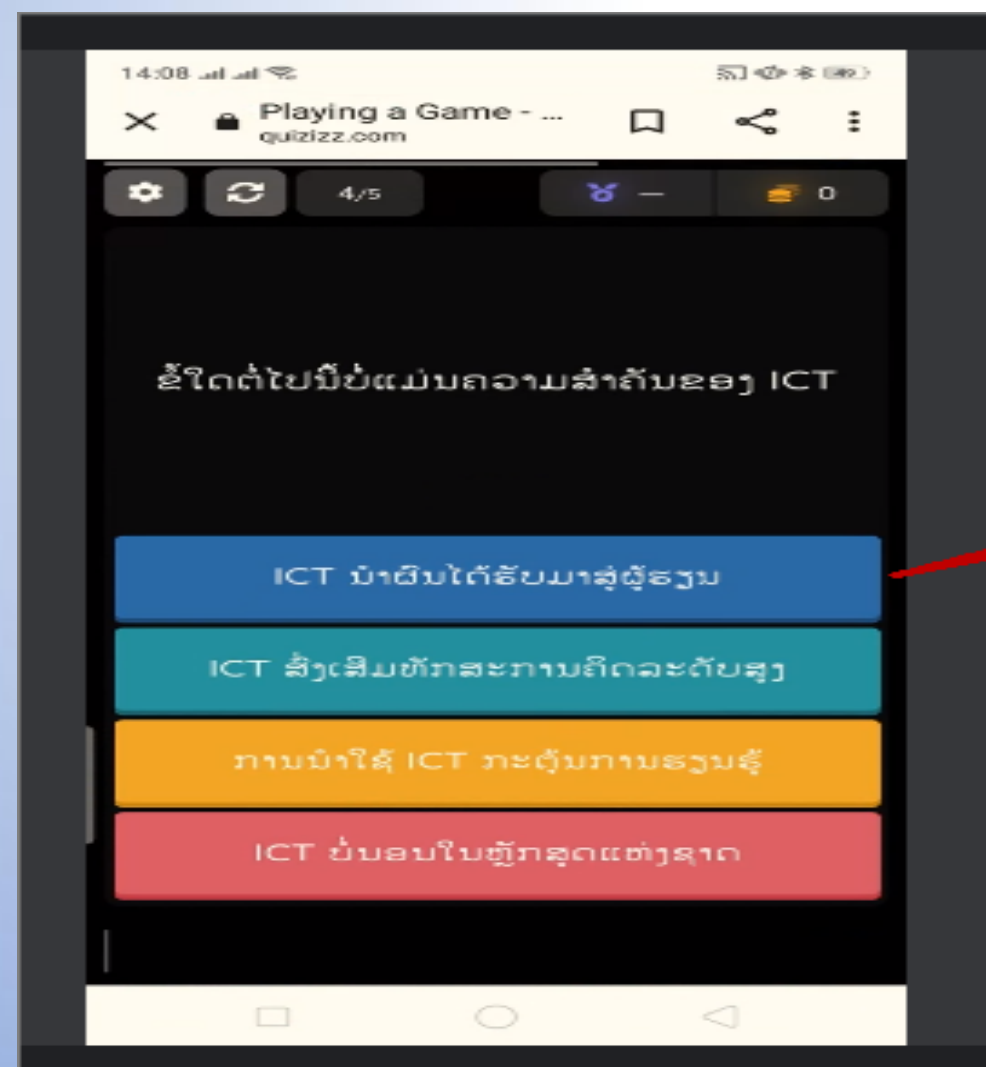 14:08
Playing a Game - ...
quizizz.com
4/5
— 0
ຂໍ້ໃດຕໍ່ໄປນີ້ບໍ່ແມ່ນຄວາມສໍາຄັນຂອງ ICT
ICT ນໍາຜົນໄດ້ຮັບມາສູ່ຜູ້ຮຽນ
ICT ສົ່ງເສີມທັກສະການຄິດລະດັບສູງ
ການນໍາໃຊ້ ICT ກະຕຸ້ນການຮຽນຮູ້
ICT ບໍ່ນອນໃນຫຼັກສູດແຫ່ງຊາດ